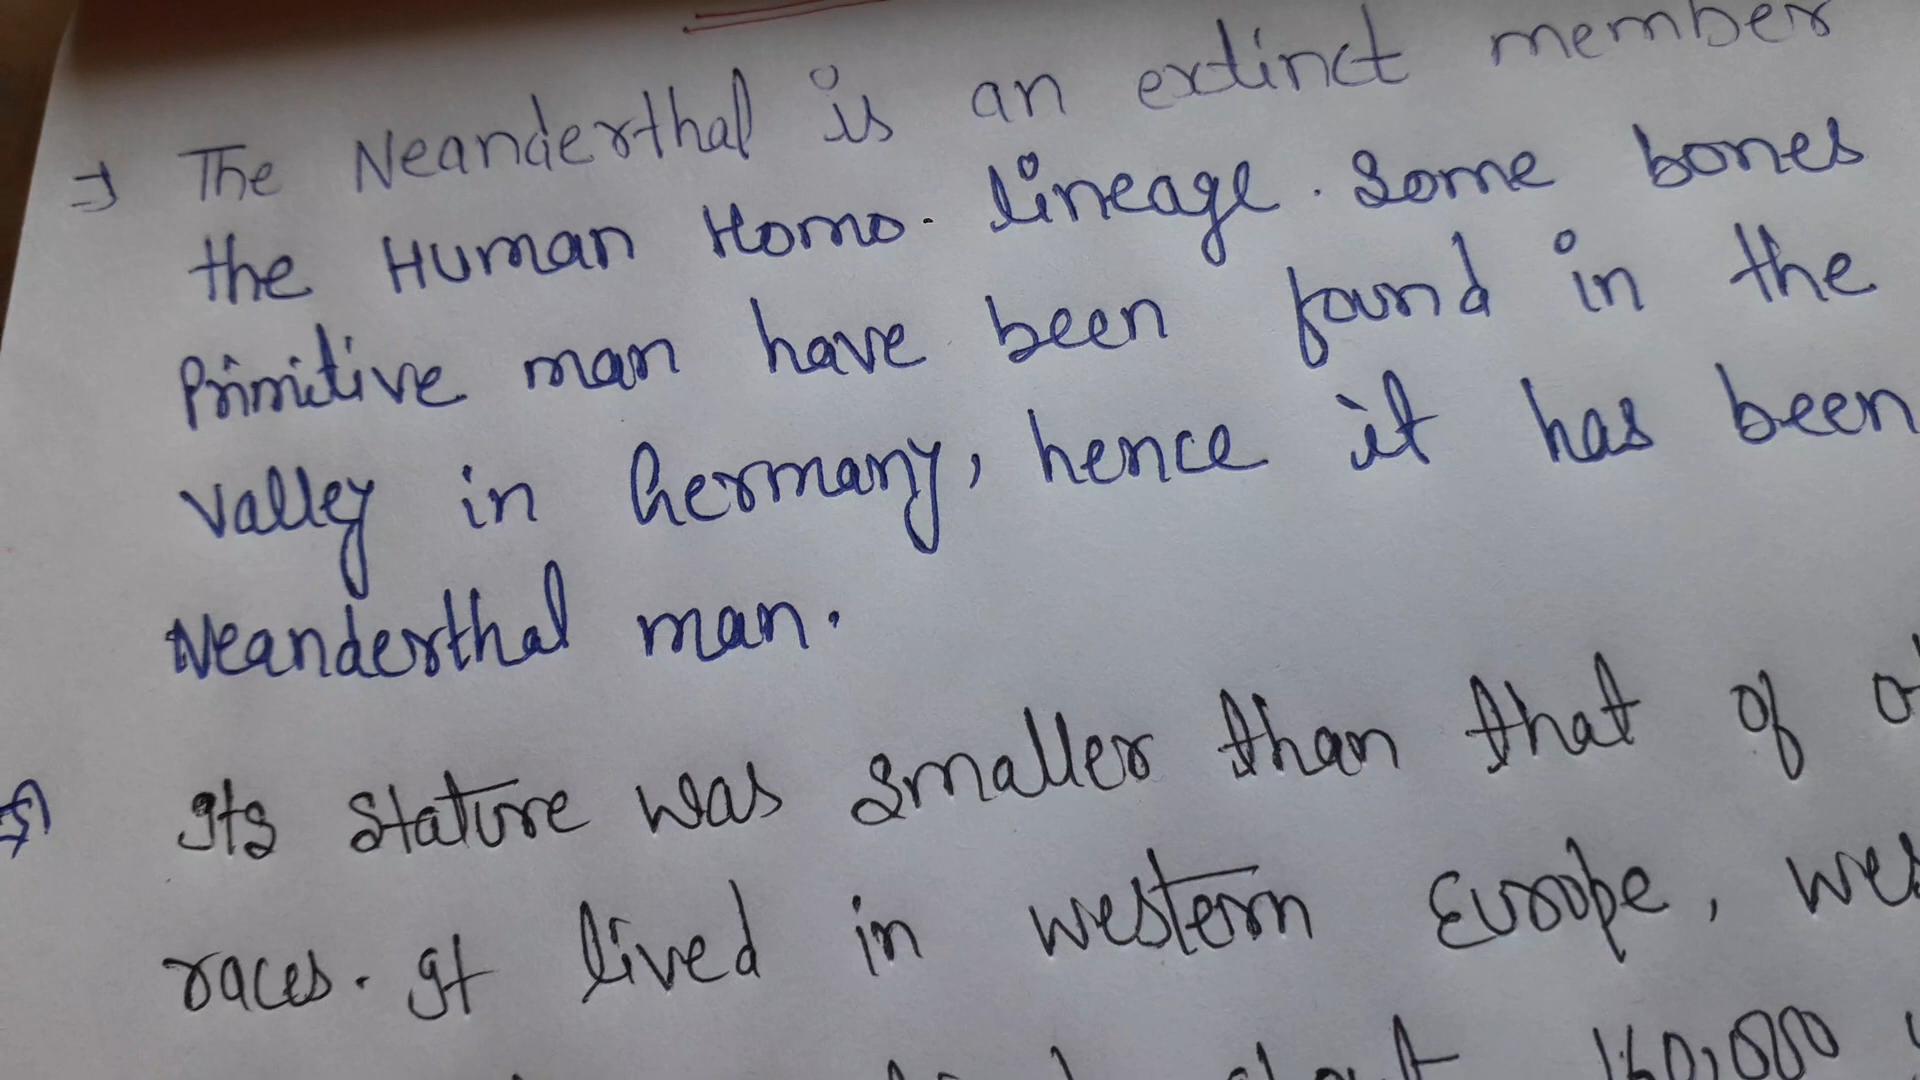 → The Neanderthal is an extinct member
the Human Homo. lineage. Some bones
Primitive man have been found in the
valley in Germany, hence it has been
Neanderthal man.
→ Its stature was smaller than that of
races. It lived in western Europe,
160,000